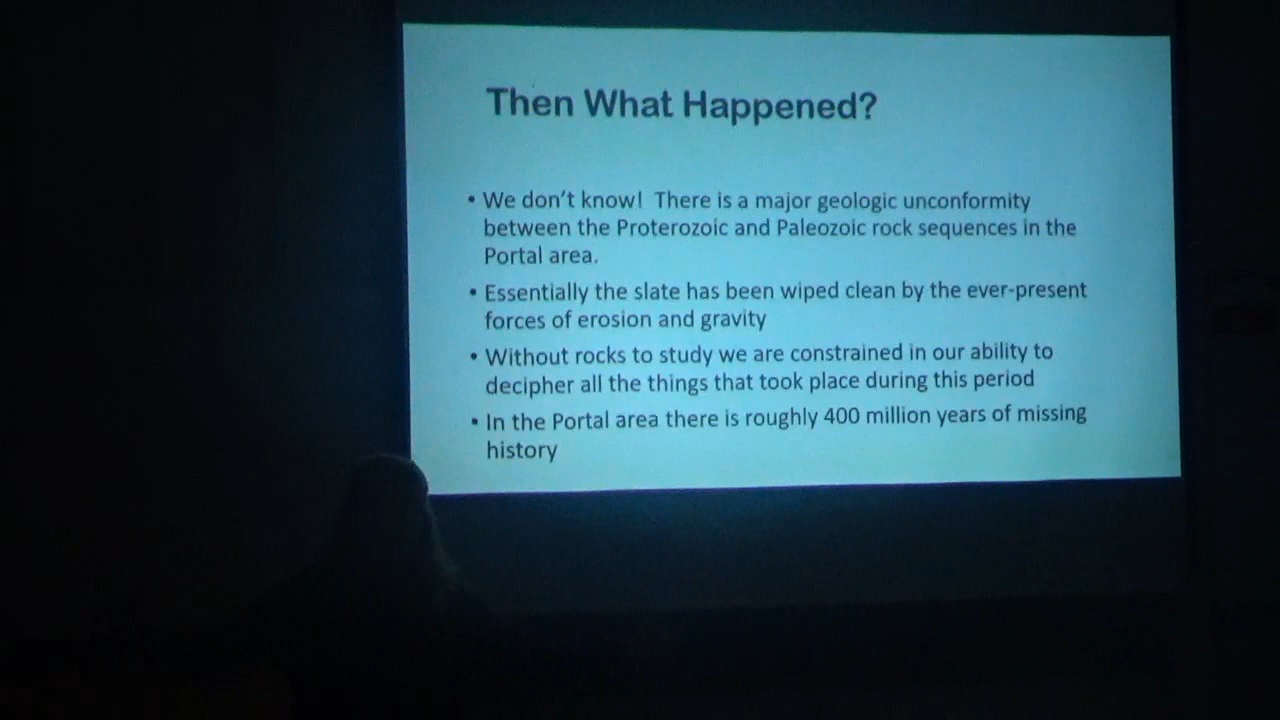 Then What Happened?
• We don't know!  There is a major geologic unconformity
between the Proterozoic and Paleozoic rock sequences in the
Portal area.
• Essentially the slate has been wiped clean by the ever-present
forces of erosion and gravity
• Without rocks to study we are constrained in our ability to
decipher all the things that took place during this period
• In the Portal area there is roughly 400 million years of missing
history